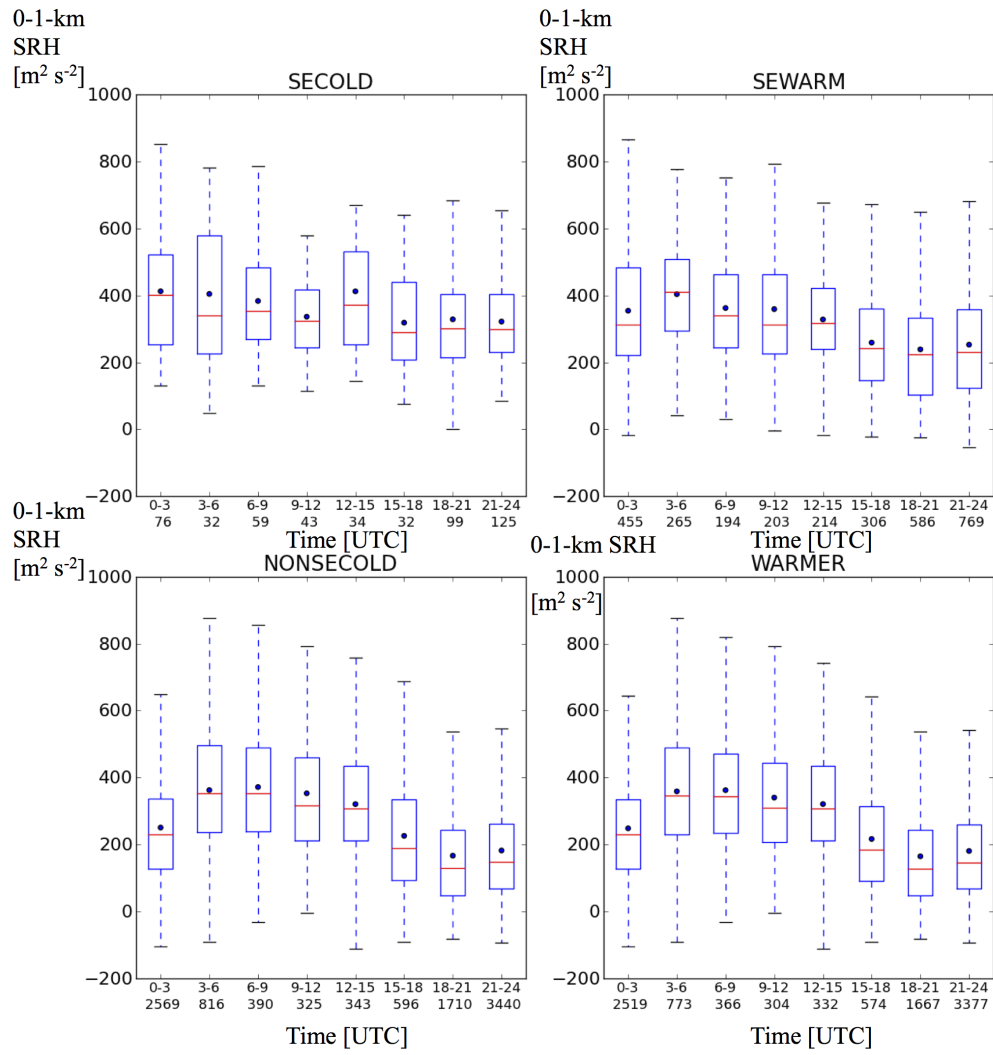 0-1-km
SRH
[m² s⁻²]
SECOLD
1000
800
600
400
200
0
−200
0-3 3-6 6-9 9-12 12-15 15-18 18-21 21-24
76 32 59 43 34 32 99 125
Time [UTC]
0-1-km
SRH
[m² s⁻²]
SEWARM
1000
800
600
400
200
0
−200
0-3 3-6 6-9 9-12 12-15 15-18 18-21 21-24
455 265 194 203 214 306 586 769
Time [UTC]
0-1-km
SRH
[m² s⁻²]
NONSECOLD
1000
800
600
400
200
0
−200
0-3 3-6 6-9 9-12 12-15 15-18 18-21 21-24
2569 816 390 325 343 596 1710 3440
Time [UTC]
0-1-km SRH
[m² s⁻²]
WARMER
1000
800
600
400
200
0
−200
0-3 3-6 6-9 9-12 12-15 15-18 18-21 21-24
2519 773 366 304 332 574 1667 3377
Time [UTC]